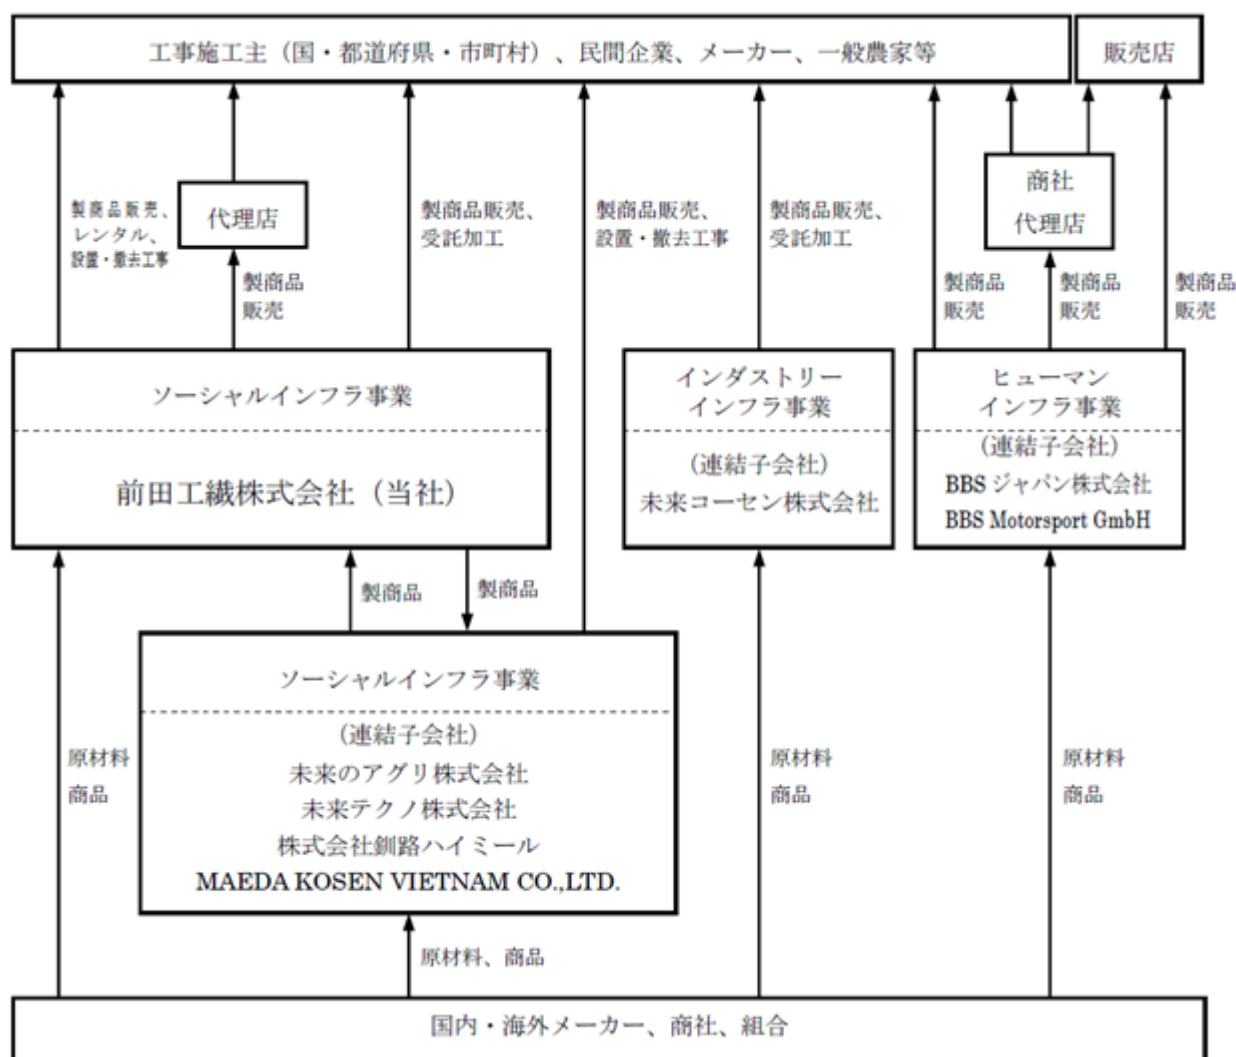 工事施工主（国・都道府県・市町村）、民間企業、メーカー、一般農家等
販売店
製商品販売、
レンタル、
設置・撤去工事
代理店
製商品
販売
製商品販売、
受託加工
製商品販売、
設置・撤去工事
製商品販売、
受託加工
商社
代理店
製商品
販売
製商品
販売
製商品
販売
ソーシャルインフラ事業
前田工繊株式会社（当社）
インダストリー
インフラ事業
（連結子会社）
未来コーセン株式会社
ヒューマン
インフラ事業
（連結子会社）
BBS ジャパン株式会社
BBS Motorsport GmbH
製商品
製商品
ソーシャルインフラ事業
（連結子会社）
未来のアグリ株式会社
未来テクノ株式会社
株式会社釧路ハイミール
MAEDA KOSEN VIETNAM CO.,LTD.
原材料
商品
原材料、商品
原材料
商品
原材料
商品
国内・海外メーカー、商社、組合